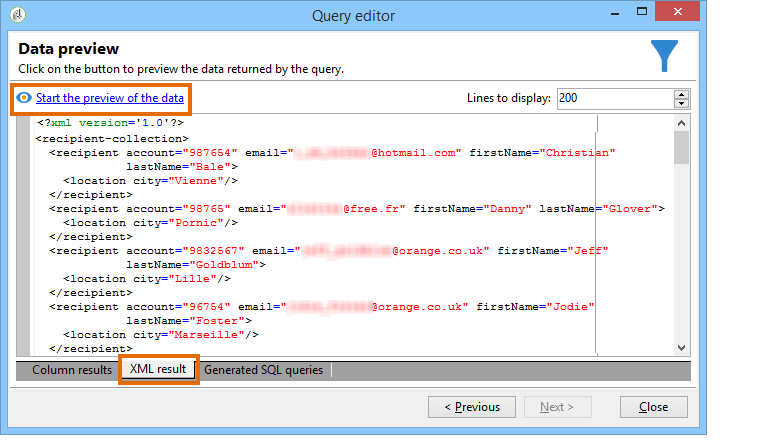 Query editor
Data preview
Click on the button to preview the data returned by the query.
Start the preview of the data
Lines to display: 200
<?xml version='1.0'?>
<recipient-collection>
<recipient account="987654" email="@hotmail.com" firstName="Christian"
lastName="Bale">
<location city="Vienne"/>
</recipient>
<recipient account="98765" email="@free.fr" firstName="Danny" lastName="Glover">
<location city="Pornic"/>
</recipient>
<recipient account="9832567" email="@orange.co.uk" firstName="Jeff"
lastName="Goldblum">
<location city="Lille"/>
</recipient>
<recipient account="96754" email="@orange.co.uk" firstName="Jodie"
lastName="Foster">
<location city="Marseille"/>
</recipient>
Column results XML result Generated SQL queries
< Previous Next > Close